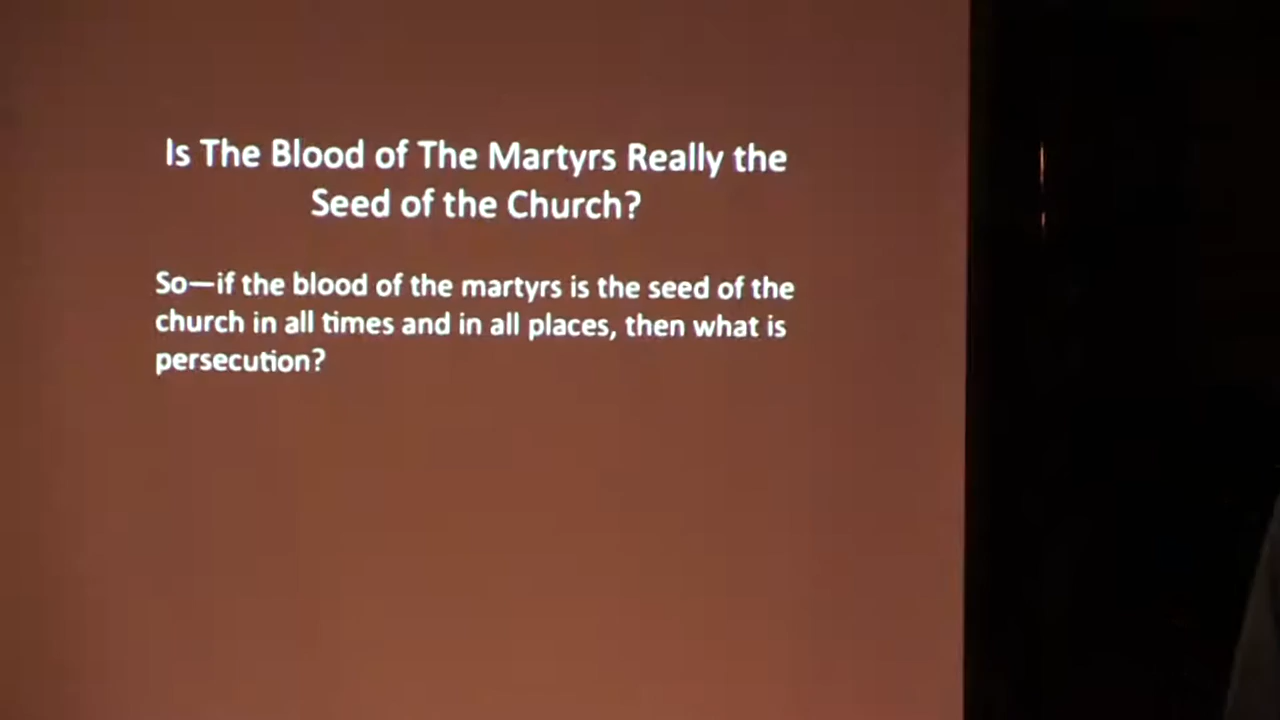 Is The Blood of The Martyrs Really the
Seed of the Church?
So—if the blood of the martyrs is the seed of the
church in all times and in all places, then what is
persecution?